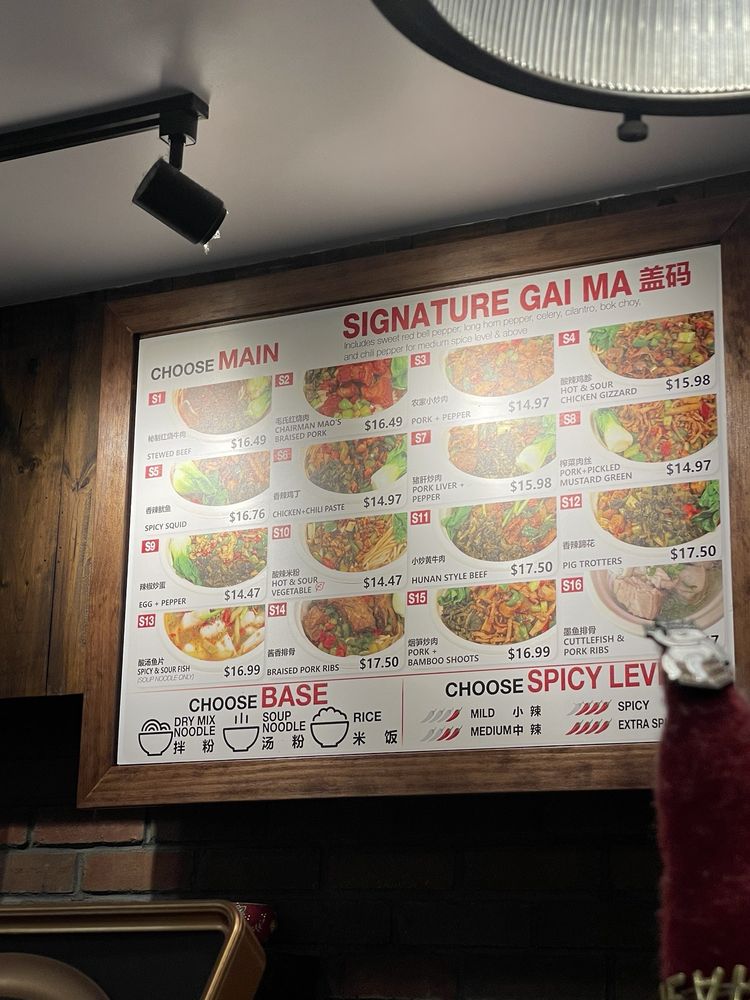 SIGNATURE GAI MA 盖码
Includes sweet red bell pepper, long horn pepper, celery, cilantro, bok choy,
and chili pepper for medium spice level & above
CHOOSE MAIN
S1
秘制红烧牛肉
STEWED BEEF
$16.49
S2
毛氏红烧肉
CHAIRMAN MAO'S
BRAISED PORK
$16.49
S3
农家小炒肉
PORK + PEPPER
$14.97
S4
酸辣鸡胗
HOT & SOUR
CHICKEN GIZZARD
$15.98
S5
香辣鱿鱼
SPICY SQUID
$16.76
S6
香辣鸡丁
CHICKEN+CHILI PASTE
$14.97
S7
猪肝炒肉
PORK LIVER +
PEPPER
$15.98
S8
榨菜肉丝
PORK+PICKLED
MUSTARD GREEN
$14.97
S9
辣椒炒蛋
EGG + PEPPER
$14.47
S10
酸辣米粉
HOT & SOUR
VEGETABLE
$14.47
S11
小炒黄牛肉
HUNAN STYLE BEEF
$17.50
S12
香辣蹄花
PIG TROTTERS
$17.50
S13
酸汤鱼片
SPICY & SOUR FISH
(SOUP NOODLE ONLY)
$16.99
S14
酱香排骨
BRAISED PORK RIBS
$17.50
S15
烟笋炒肉
PORK +
BAMBOO SHOOTS
$16.99
S16
墨鱼排骨
CUTTLEFISH &
PORK RIBS
7
CHOOSE BASE
DRY MIX
NOODLE
拌 粉
SOUP
NOODLE
汤 粉
RICE
米 饭
CHOOSE SPICY LEV
MILD 小 辣
SPICY
MEDIUM 中 辣
EXTRA SPI